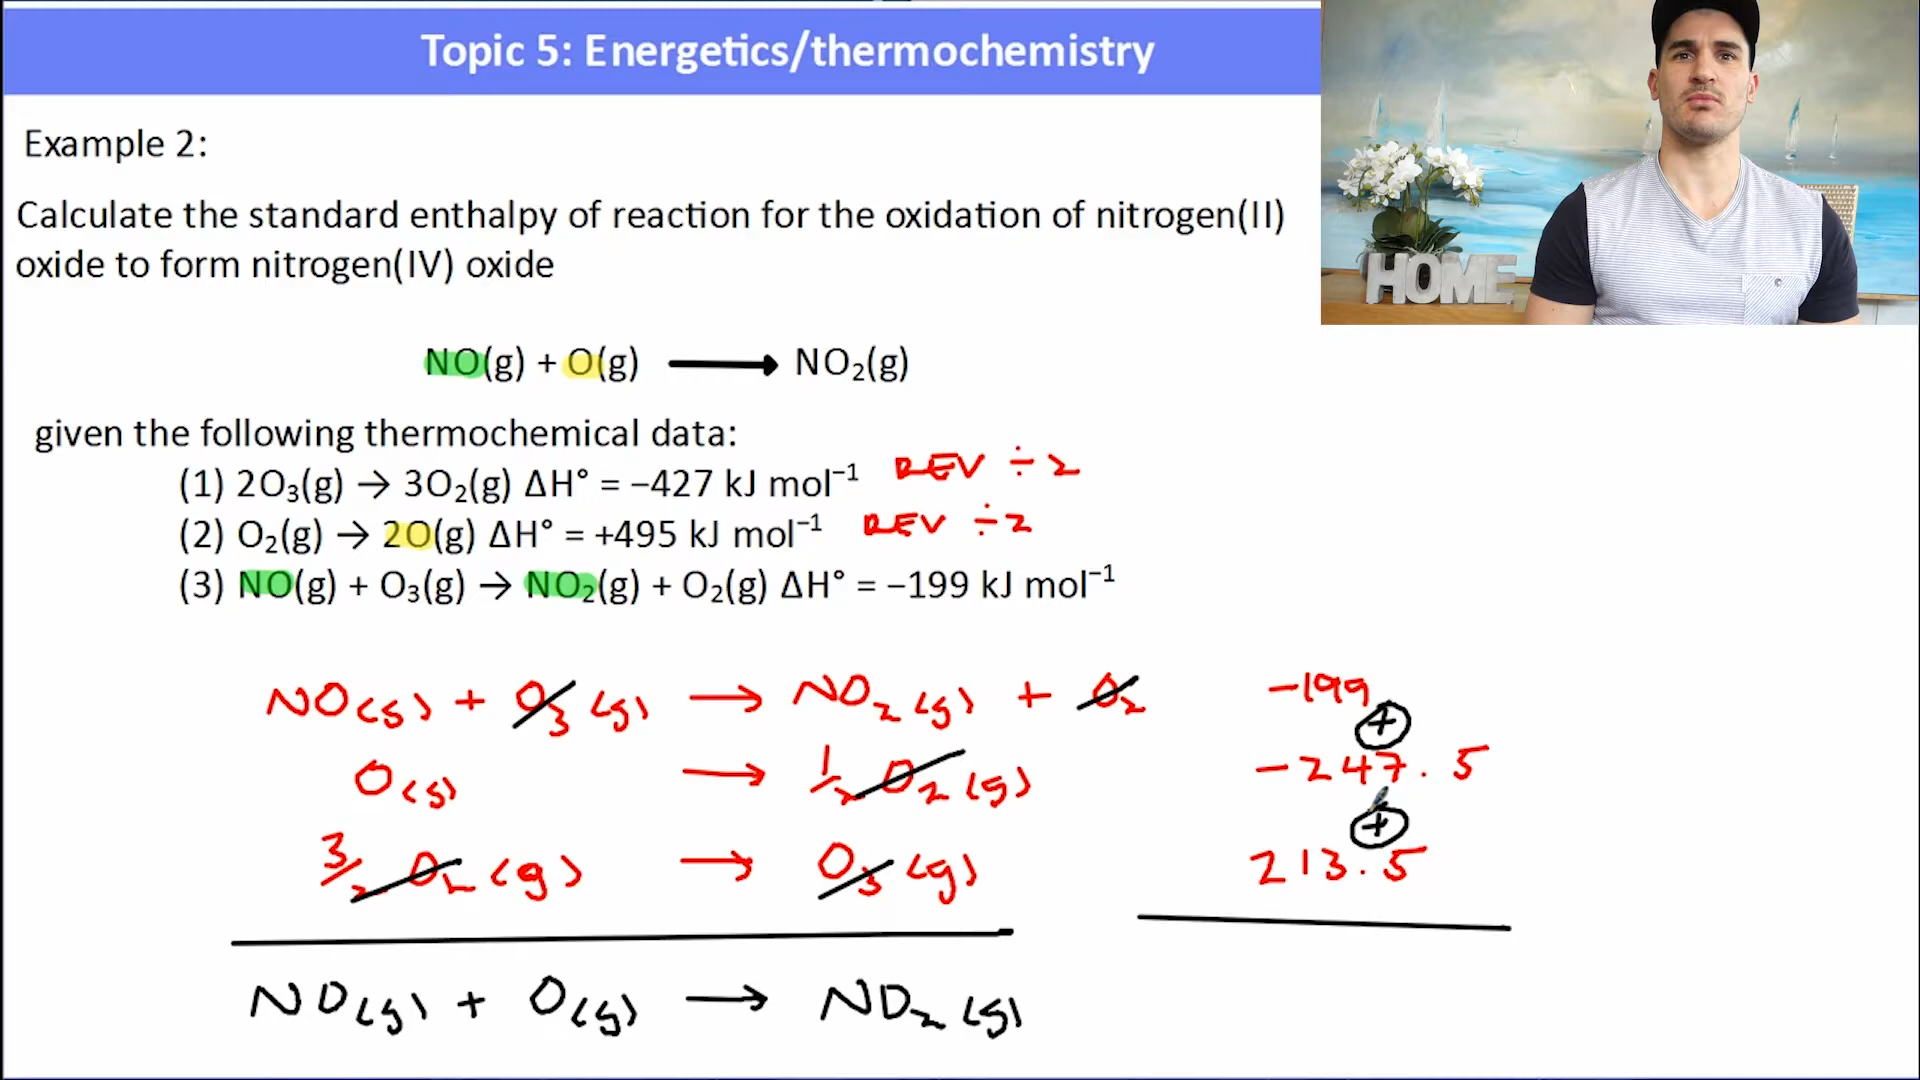 Topic 5: Energetics/thermochemistry
HOME
Example 2:
Calculate the standard enthalpy of reaction for the oxidation of nitrogen(II)
oxide to form nitrogen(IV) oxide
NO(g) + O(g) ⟶ NO₂(g)
given the following thermochemical data:
(1) 2O₃(g) → 3O₂(g) ΔH° = −427 kJ mol⁻¹ REV ÷2
(2) O₂(g) → 2O(g) ΔH° = +495 kJ mol⁻¹ REV ÷2
(3) NO(g) + O₃(g) → NO₂(g) + O₂(g) ΔH° = −199 kJ mol⁻¹
NO(g) + O₃(g) → NO₂(g) + O₂ -199
+
O(g) → 1/2 O₂(g) -247.5
+
3/2 O₂(g) → O₃(g) 213.5
NO(g) + O(g) → NO₂(g)